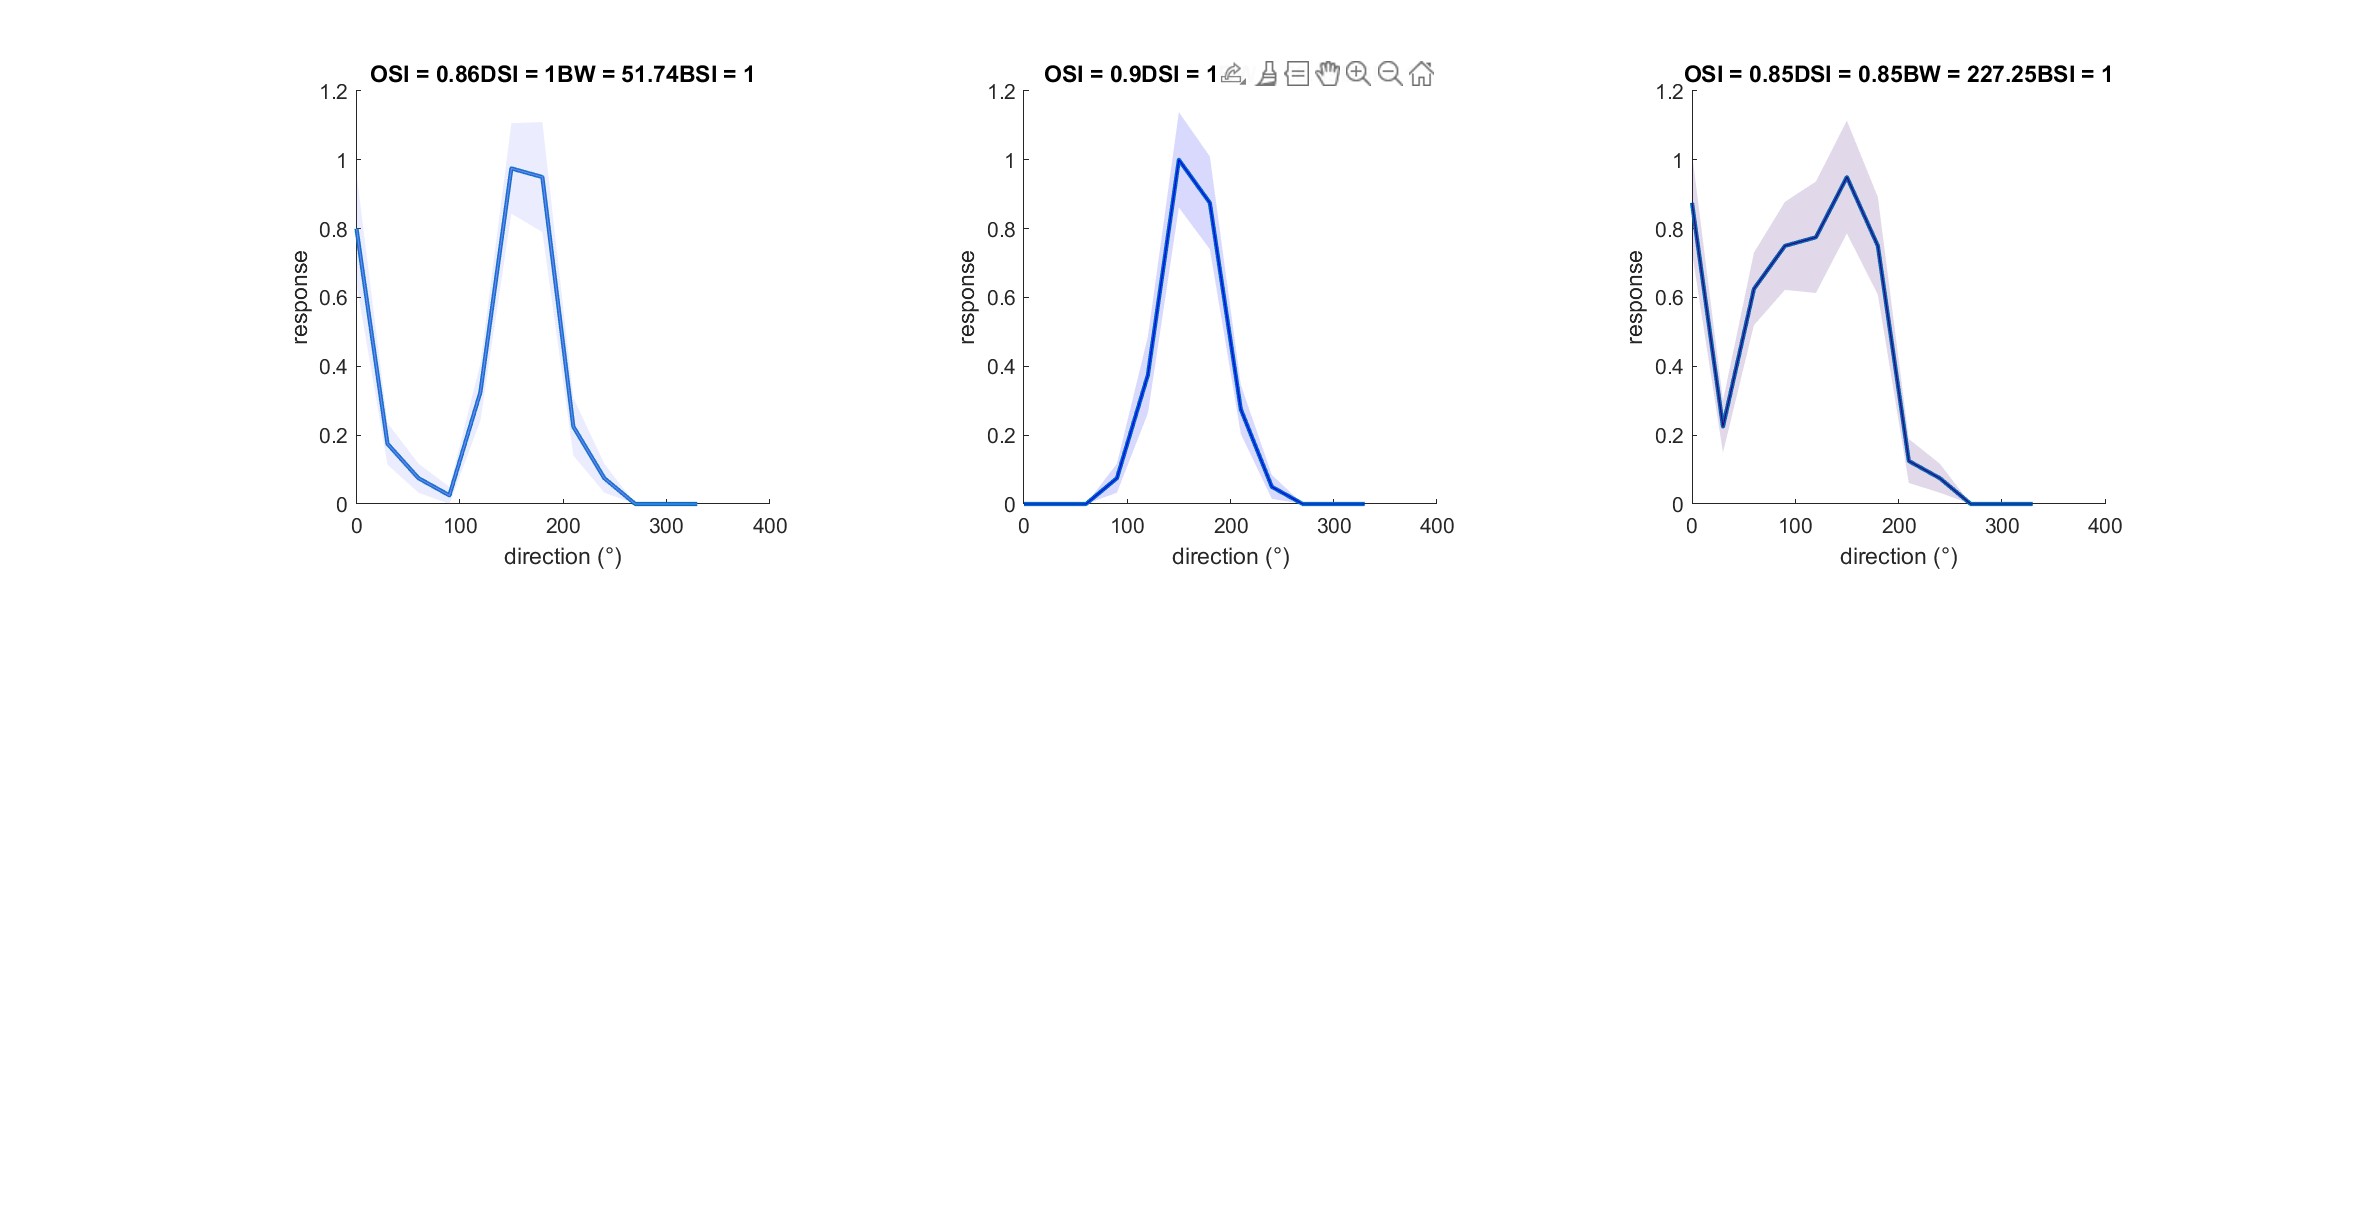 OSI = 0.86DSI = 1BW = 51.74BSI = 1
1.2
1
0.8
0.6
0.4
0.2
0
response
0 100 200 300 400
direction (°)
OSI = 0.9DSI = 1
1.2
1
0.8
0.6
0.4
0.2
0
response
0 100 200 300 400
direction (°)
OSI = 0.85DSI = 0.85BW = 227.25BSI = 1
1.2
1
0.8
0.6
0.4
0.2
0
response
0 100 200 300 400
direction (°)